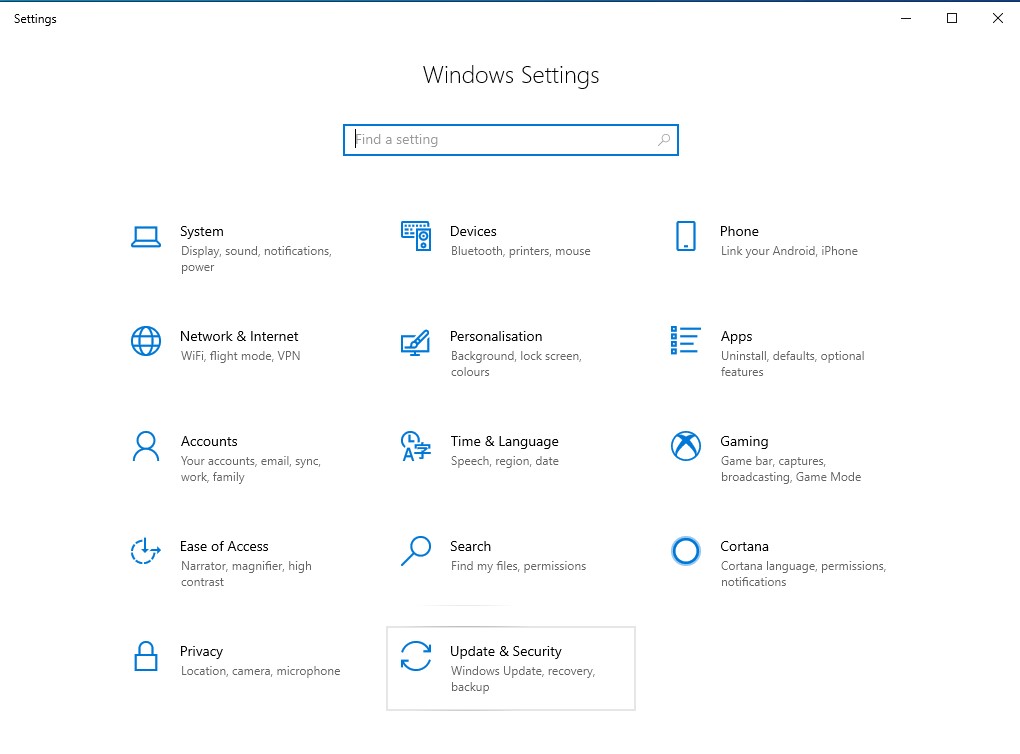 Settings
Windows Settings
Find a setting
System
Display, sound, notifications,
power
Devices
Bluetooth, printers, mouse
Phone
Link your Android, iPhone
Network & Internet
WiFi, flight mode, VPN
Personalisation
Background, lock screen,
colours
Apps
Uninstall, defaults, optional
features
Accounts
Your accounts, email, sync,
work, family
Time & Language
Speech, region, date
Gaming
Game bar, captures,
broadcasting, Game Mode
Ease of Access
Narrator, magnifier, high
contrast
Search
Find my files, permissions
Cortana
Cortana language, permissions,
notifications
Privacy
Location, camera, microphone
Update & Security
Windows Update, recovery,
backup